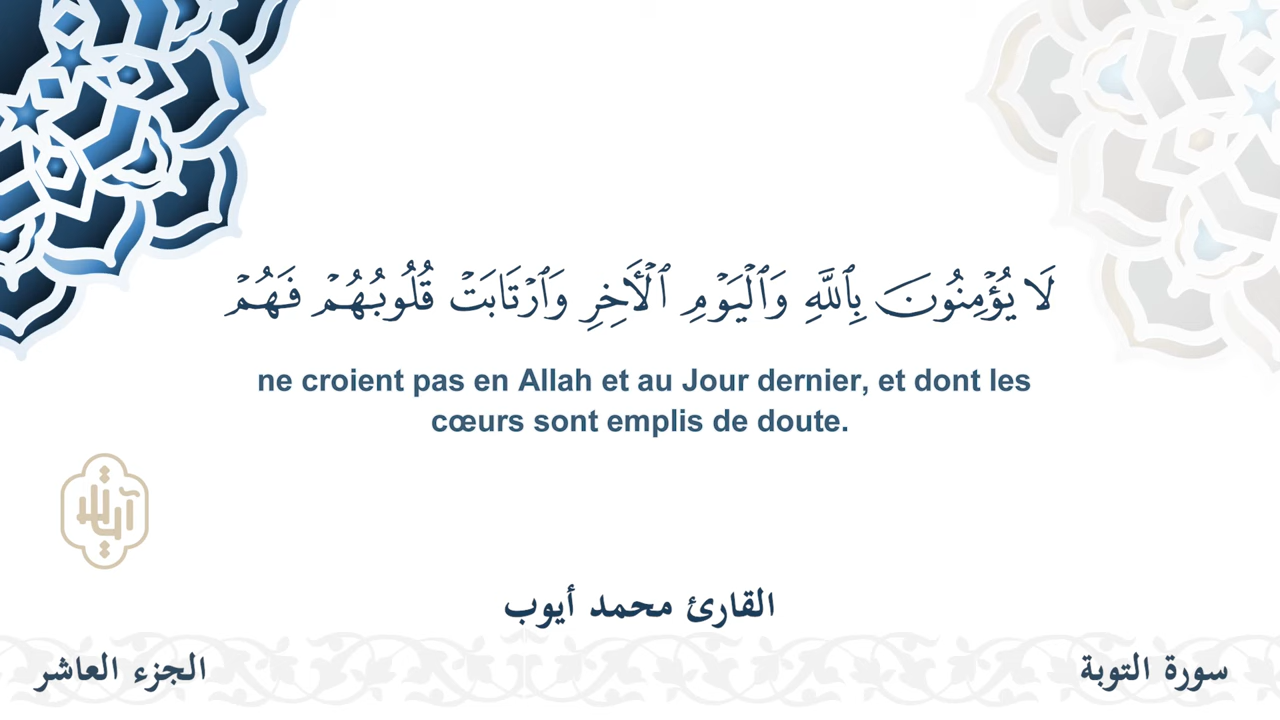 لَا يُؤۡمِنُونَ بِٱللَّهِ وَٱلۡيَوۡمِ ٱلۡأٓخِرِ وَٱرۡتَابَتۡ قُلُوبُهُمۡ فَهُمۡ
ne croient pas en Allah et au Jour dernier, et dont les
cœurs sont emplis de doute.
القارئ محمد أيوب
سورة التوبة
الجزء العاشر